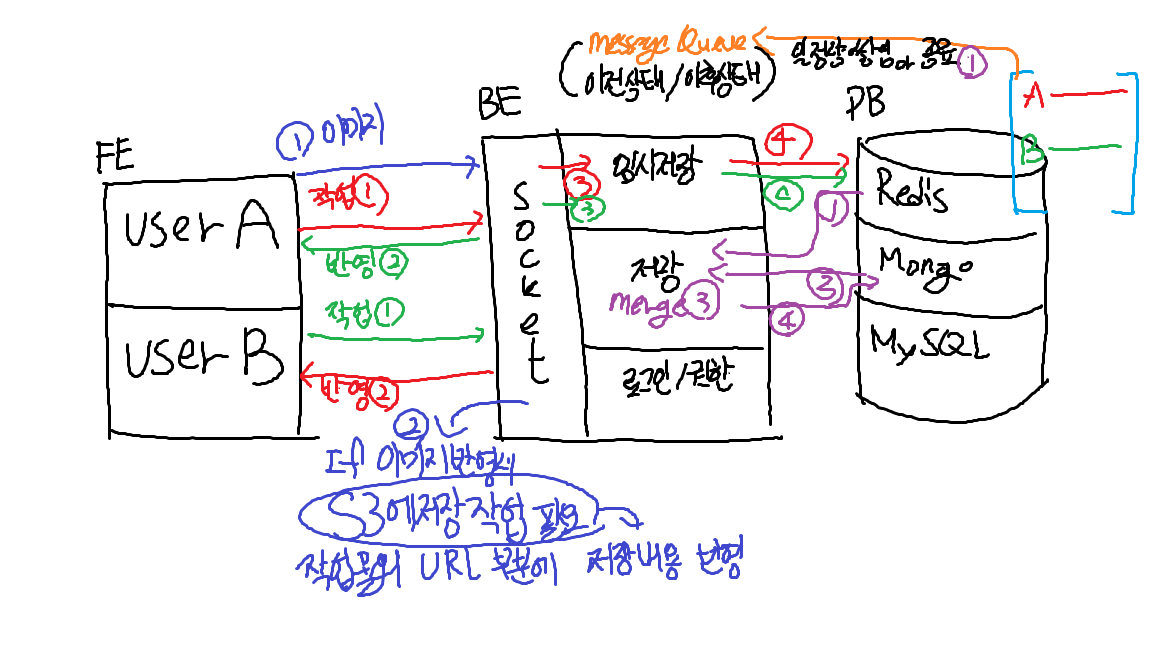 message Queue
(이전상태/이후상태)
일정량 쌓임 공유 ①
A
B
FE
BE
DB
① 이미지
작업①
반영②
작업①
반영②
user A
user B
socket
③
③
임시저장
저장
merge③
로그인/권한
④
④
①
②
④
Redis
Mongo
MySQL
②
If 이미지 반영시
S3에 저장 작업 필요
작업물의 URL 부분에 저장내용 반영